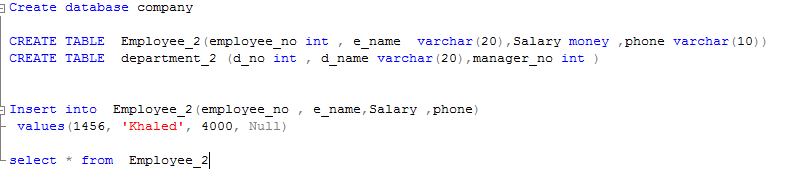 Create database company
CREATE TABLE  Employee_2(employee_no int , e_name  varchar(20),Salary money ,phone varchar(10))
CREATE TABLE  department_2 (d_no int , d_name varchar(20),manager_no int )
Insert into  Employee_2(employee_no , e_name,Salary ,phone)
values(1456, 'Khaled', 4000, Null)
select * from  Employee_2